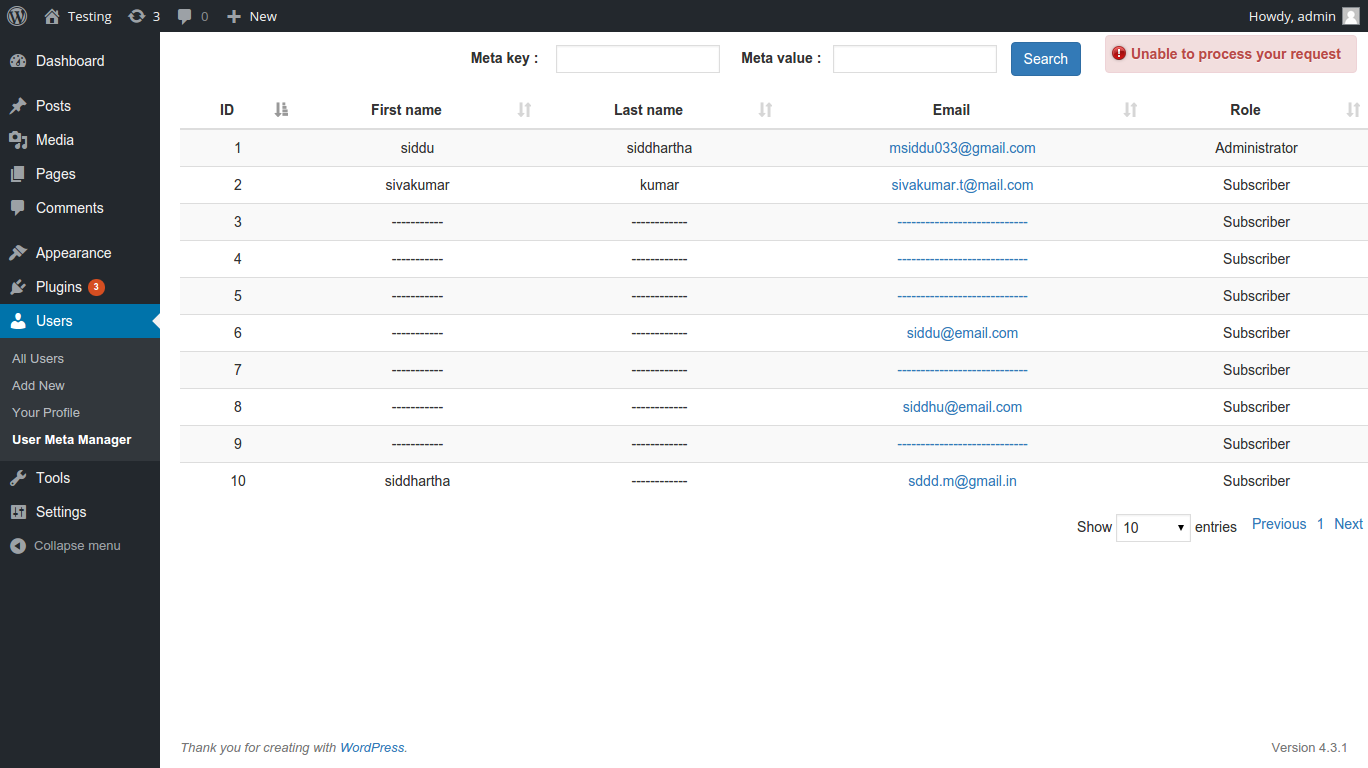 Testing 3 0 New Howdy, admin
Dashboard
Posts
Media
Pages
Comments
Appearance
Plugins 3
Users
All Users
Add New
Your Profile
User Meta Manager
Tools
Settings
Collapse menu
Meta key : Meta value : Search Unable to process your request
ID First name Last name Email Role
1 siddu siddhartha msiddu033@gmail.com Administrator
2 sivakumar kumar sivakumar.t@mail.com Subscriber
3 ----------- ------------ ---------------------------- Subscriber
4 ----------- ------------ ---------------------------- Subscriber
5 ----------- ------------ ---------------------------- Subscriber
6 ----------- ------------ siddu@email.com Subscriber
7 ----------- ------------ ---------------------------- Subscriber
8 ----------- ------------ siddhu@email.com Subscriber
9 ----------- ------------ ---------------------------- Subscriber
10 siddhartha ------------ sddd.m@gmail.in Subscriber
Show 10 entries Previous 1 Next
Thank you for creating with WordPress. Version 4.3.1